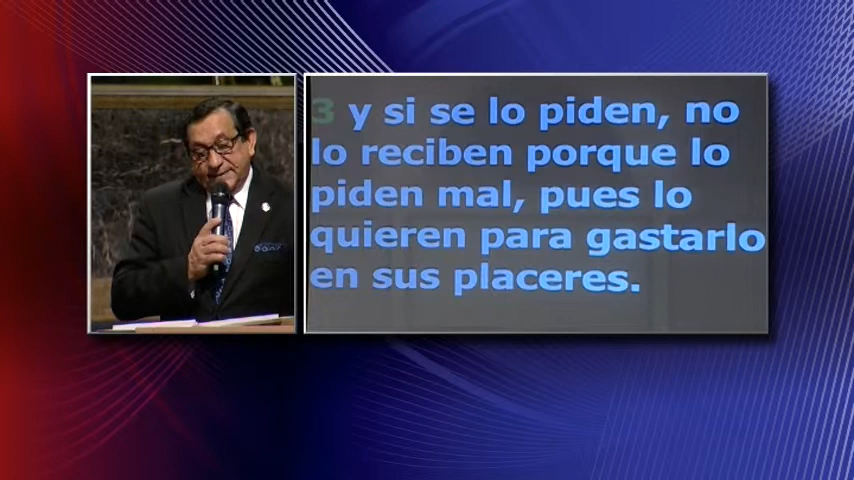 3 y si se lo piden, no
lo reciben porque lo
piden mal, pues lo
quieren para gastarlo
en sus placeres.